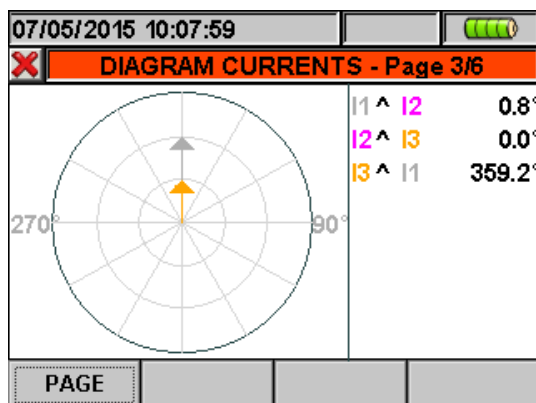 07/05/2015 10:07:59
DIAGRAM CURRENTS - Page 3/6
I1 ^ I2 0.8°
I2 ^ I3 0.0°
I3 ^ I1 359.2°
270° 90°
PAGE